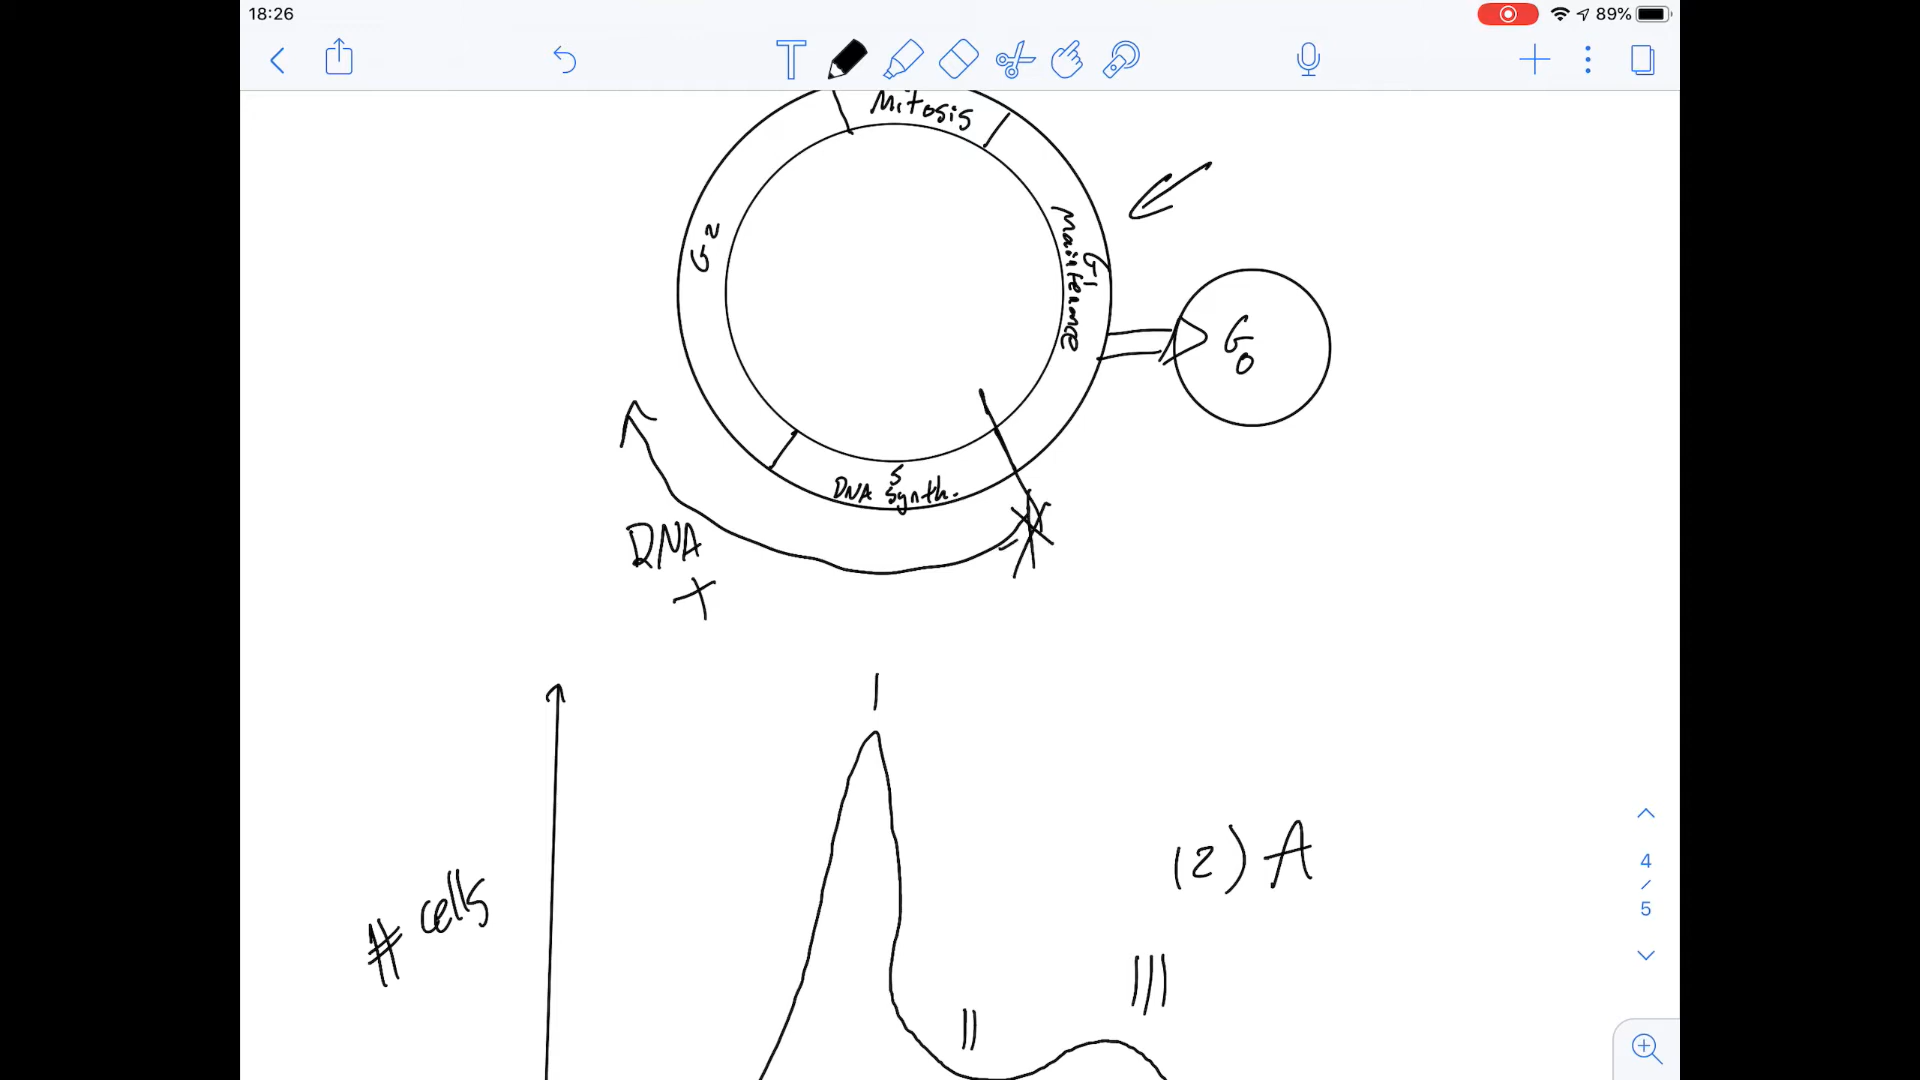 18:26
89%
T
Mitosis
G2
G1
Maintenance
G0
S
DNA Synth.
DNA
+
I
# cells
(2) A
II
III
4
/
5